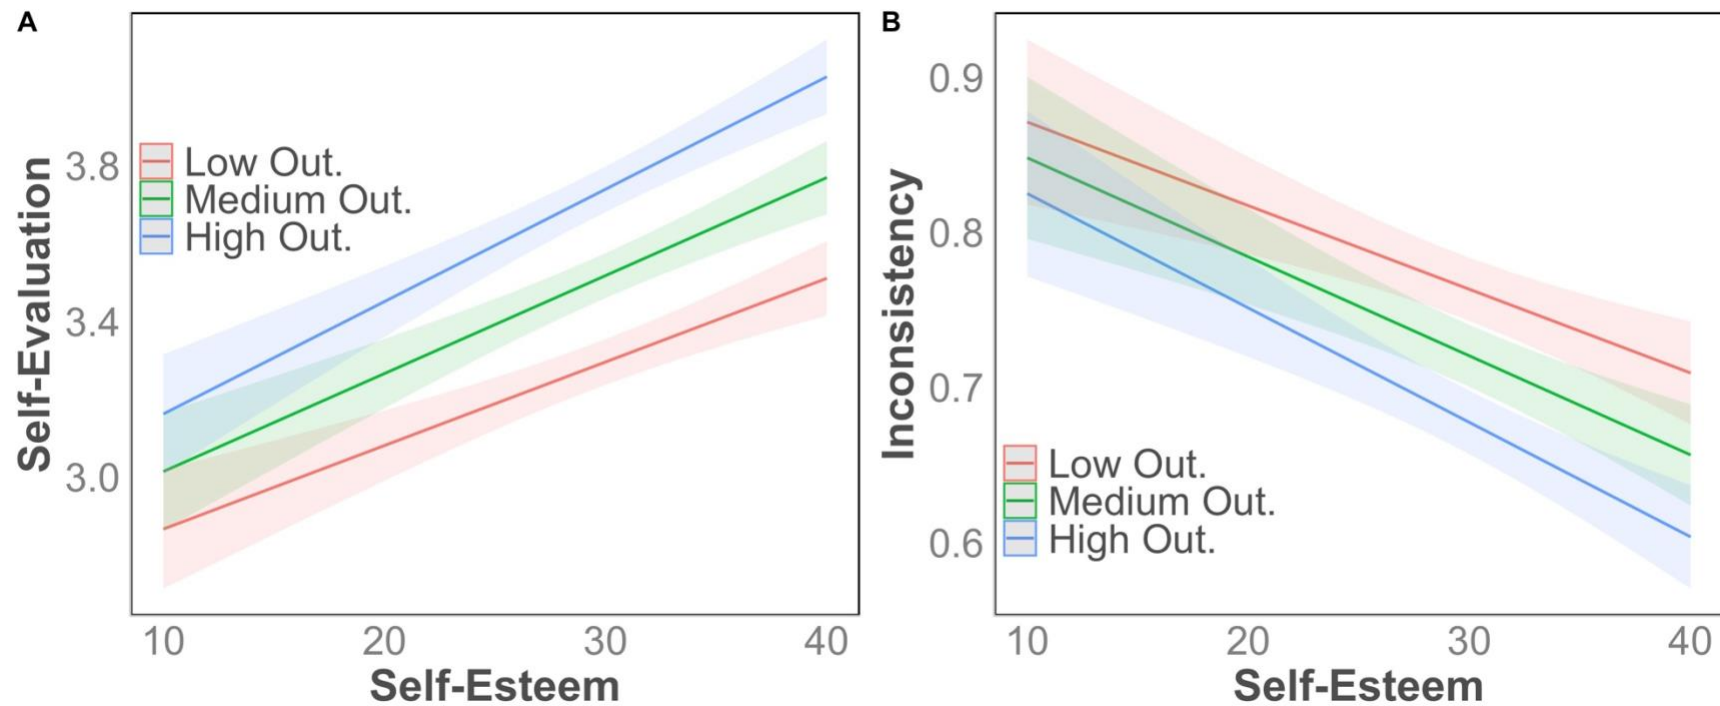 A
Self-Evaluation
3.8
3.4
3.0
Low Out.
Medium Out.
High Out.
10 20 30 40
Self-Esteem
B
Inconsistency
0.9
0.8
0.7
0.6
Low Out.
Medium Out.
High Out.
10 20 30 40
Self-Esteem